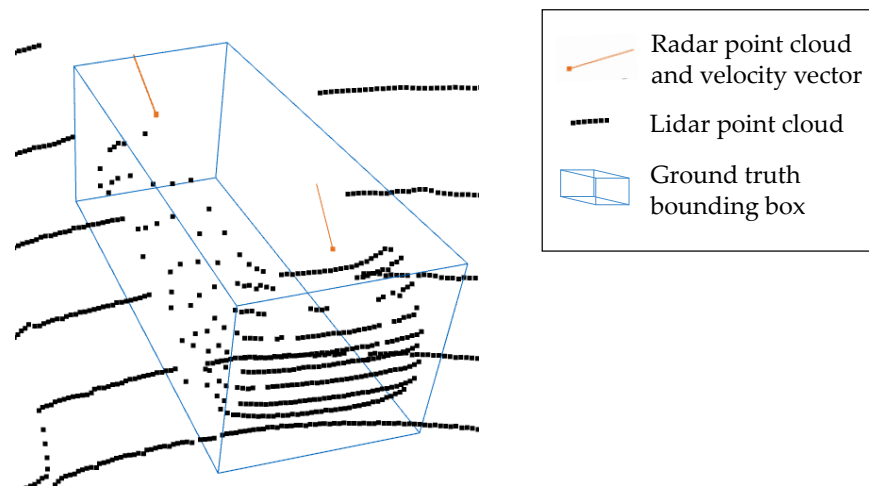 Radar point cloud
and velocity vector
Lidar point cloud
Ground truth
bounding box